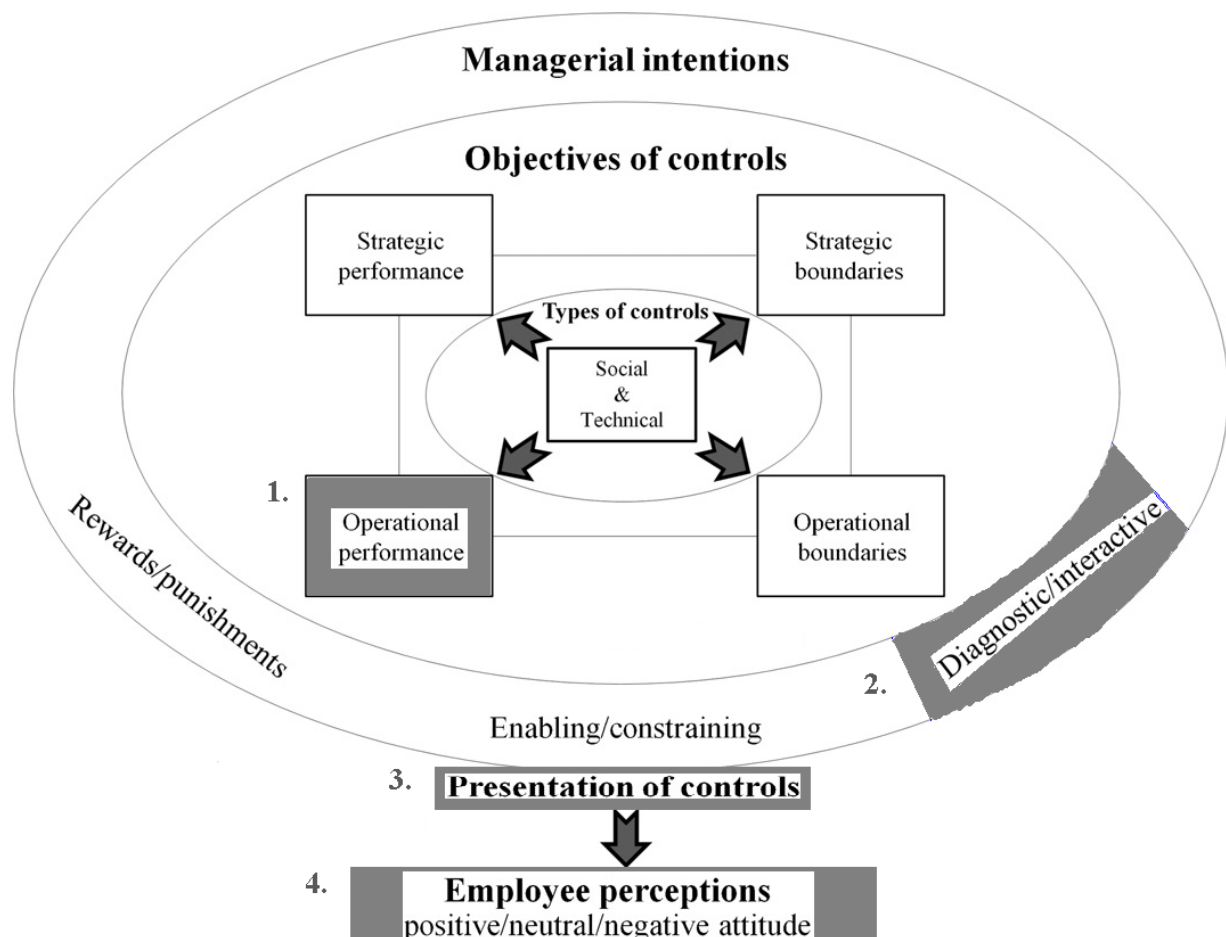 Managerial intentions
Objectives of controls
Strategic
performance
Strategic
boundaries
Types of controls
Social
&
Technical
1.
Operational
performance
Operational
boundaries
Rewards/punishments
Diagnostic/interactive
2.
Enabling/constraining
3.
Presentation of controls
4.
Employee perceptions
positive/neutral/negative attitude